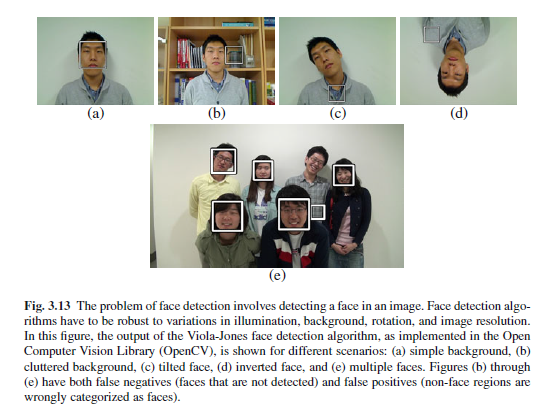 (a)
(b)
(c)
(d)
(e)
Fig. 3.13 The problem of face detection involves detecting a face in an image. Face detection algo-
rithms have to be robust to variations in illumination, background, rotation, and image resolution.
In this figure, the output of the Viola-Jones face detection algorithm, as implemented in the Open
Computer Vision Library (OpenCV), is shown for different scenarios: (a) simple background, (b)
cluttered background, (c) tilted face, (d) inverted face, and (e) multiple faces. Figures (b) through
(e) have both false negatives (faces that are not detected) and false positives (non-face regions are
wrongly categorized as faces).